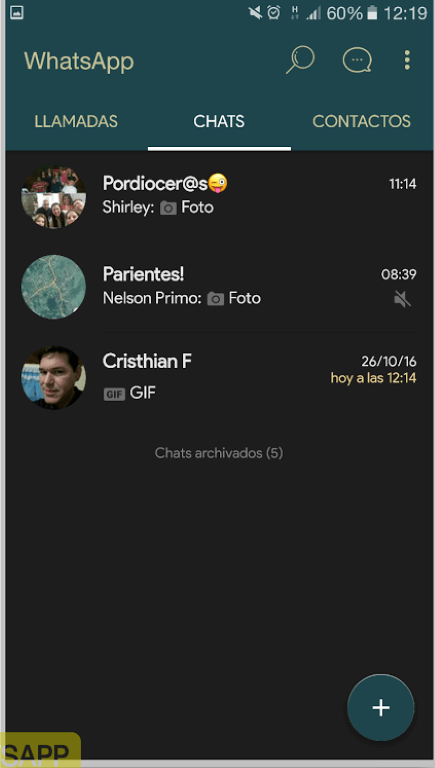 H 60% 12:19
WhatsApp
LLAMADAS CHATS CONTACTOS
Pordiocer@s😜 11:14
Shirley: Foto
Parientes! 08:39
Nelson Primo: Foto
Cristhian F 26/10/16
hoy a las 12:14
GIF GIF
Chats archivados (5)
+
SAPP